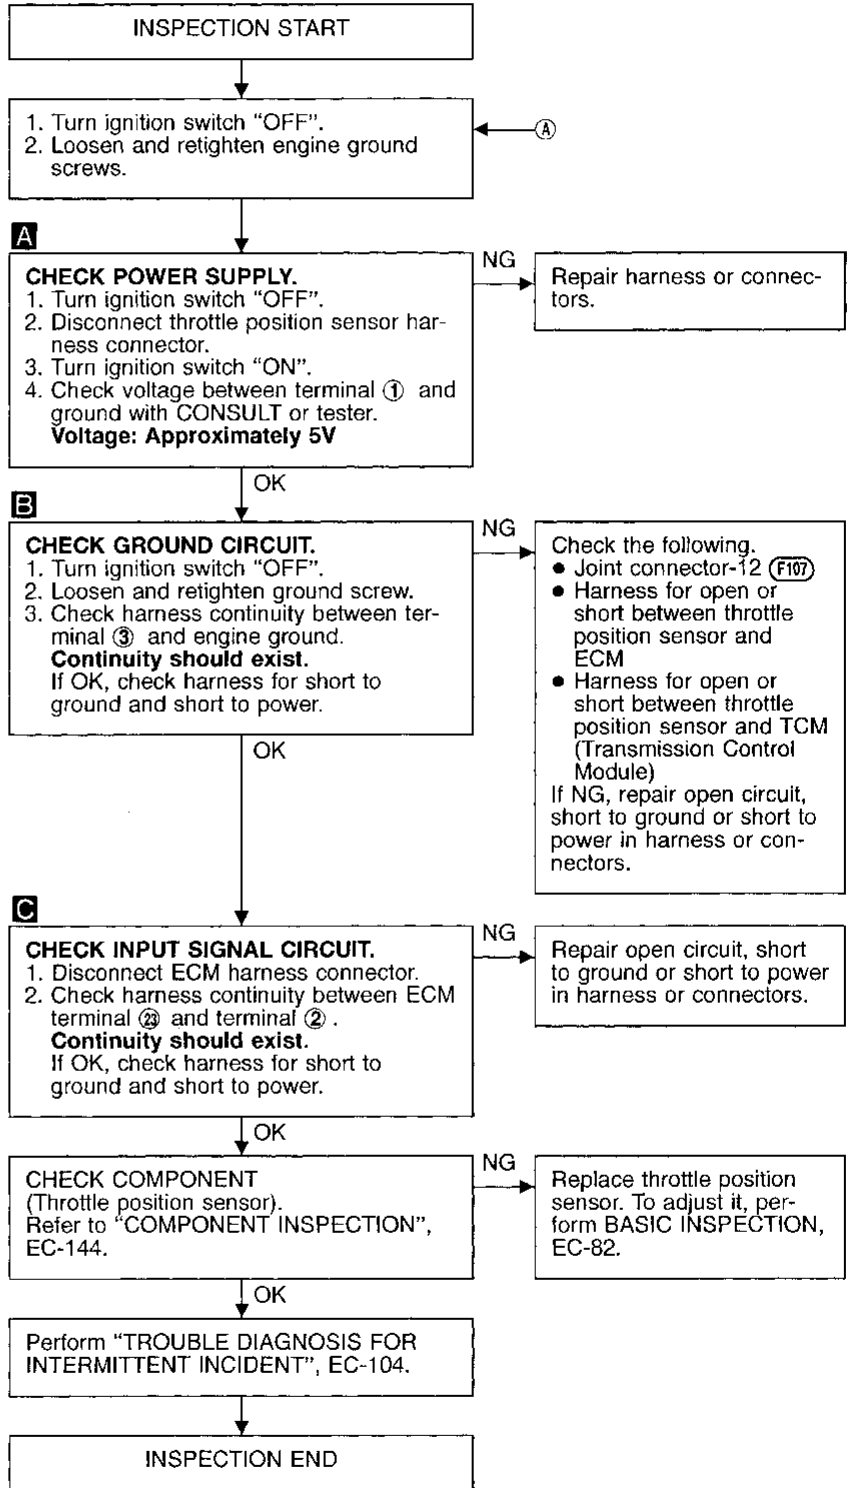 INSPECTION START
1. Turn ignition switch “OFF”.
2. Loosen and retighten engine ground
screws.
Ⓐ
A
CHECK POWER SUPPLY.
1. Turn ignition switch “OFF”.
2. Disconnect throttle position sensor har-
ness connector.
3. Turn ignition switch “ON”.
4. Check voltage between terminal ① and
ground with CONSULT or tester.
Voltage: Approximately 5V
NG
Repair harness or connec-
tors.
OK
B
CHECK GROUND CIRCUIT.
1. Turn ignition switch “OFF”.
2. Loosen and retighten ground screw.
3. Check harness continuity between ter-
minal ③ and engine ground.
Continuity should exist.
If OK, check harness for short to
ground and short to power.
NG
Check the following.
● Joint connector-12 (F107)
● Harness for open or
short between throttle
position sensor and
ECM
● Harness for open or
short between throttle
position sensor and TCM
(Transmission Control
Module)
If NG, repair open circuit,
short to ground or short to
power in harness or con-
nectors.
OK
C
CHECK INPUT SIGNAL CIRCUIT.
1. Disconnect ECM harness connector.
2. Check harness continuity between ECM
terminal ㉓ and terminal ② .
Continuity should exist.
If OK, check harness for short to
ground and short to power.
NG
Repair open circuit, short
to ground or short to power
in harness or connectors.
OK
CHECK COMPONENT
(Throttle position sensor).
Refer to “COMPONENT INSPECTION”,
EC-144.
NG
Replace throttle position
sensor. To adjust it, per-
form BASIC INSPECTION,
EC-82.
OK
Perform “TROUBLE DIAGNOSIS FOR
INTERMITTENT INCIDENT”, EC-104.
INSPECTION END